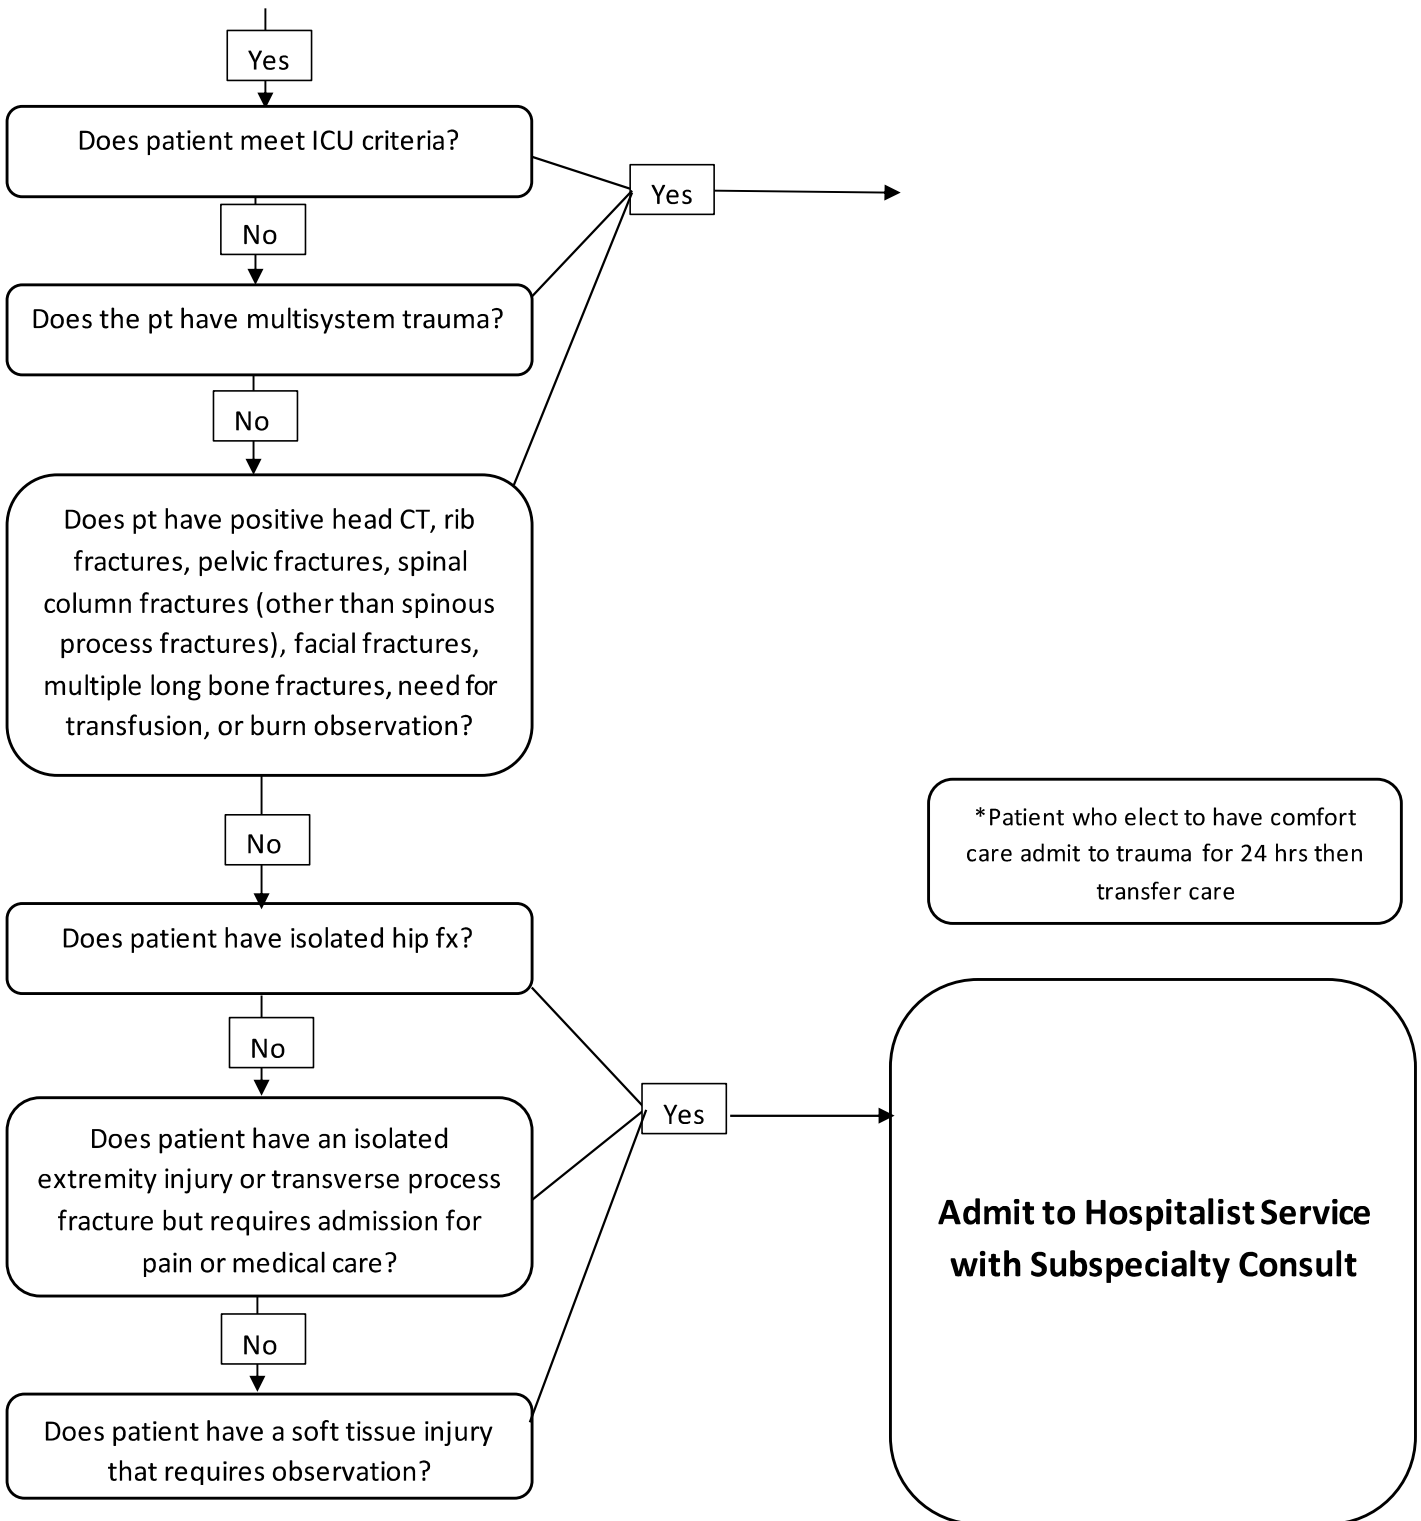 Yes
Does patient meet ICU criteria?
Yes
No
Does the pt have multisystem trauma?
No
Does pt have positive head CT, rib
fractures, pelvic fractures, spinal
column fractures (other than spinous
process fractures), facial fractures,
multiple long bone fractures, need for
transfusion, or burn observation?
No
*Patient who elect to have comfort
care admit to trauma for 24 hrs then
transfer care
Does patient have isolated hip fx?
No
Yes
Does patient have an isolated
extremity injury or transverse process
fracture but requires admission for
pain or medical care?
Admit to Hospitalist Service
with Subspecialty Consult
No
Does patient have a soft tissue injury
that requires observation?